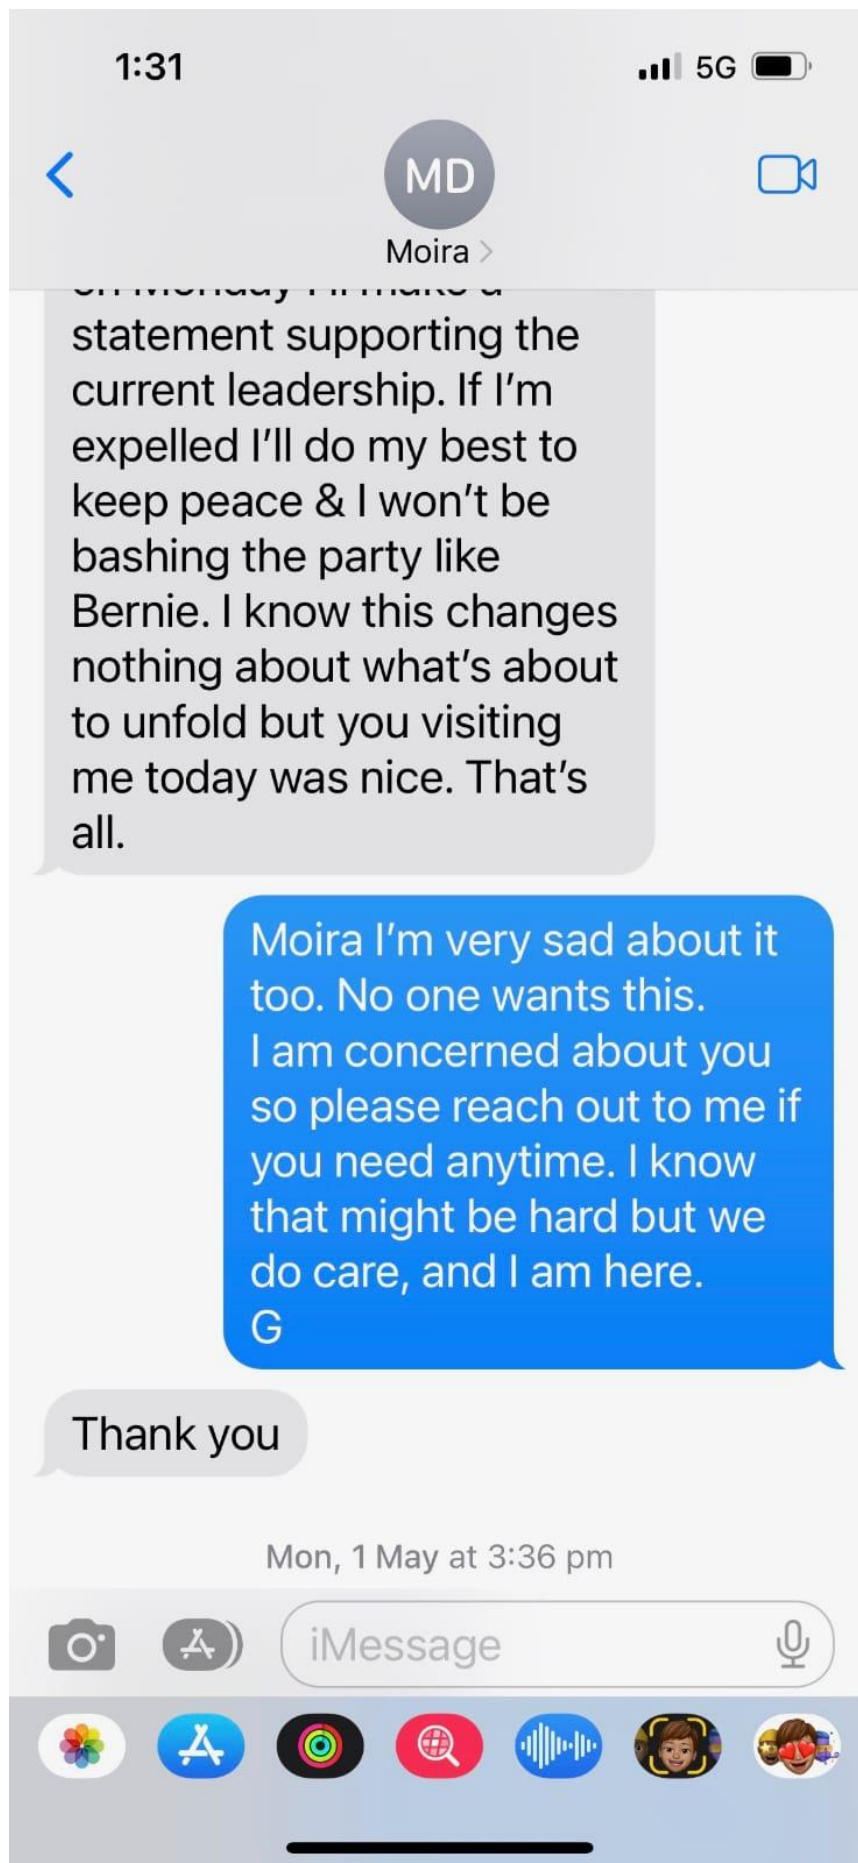 1:31
5G
MD
Moira
statement supporting the
current leadership. If I'm
expelled I'll do my best to
keep peace & I won't be
bashing the party like
Bernie. I know this changes
nothing about what's about
to unfold but you visiting
me today was nice. That's
all.
Moira I'm very sad about it
too. No one wants this.
I am concerned about you
so please reach out to me if
you need anytime. I know
that might be hard but we
do care, and I am here.
G
Thank you
Mon, 1 May at 3:36 pm
iMessage